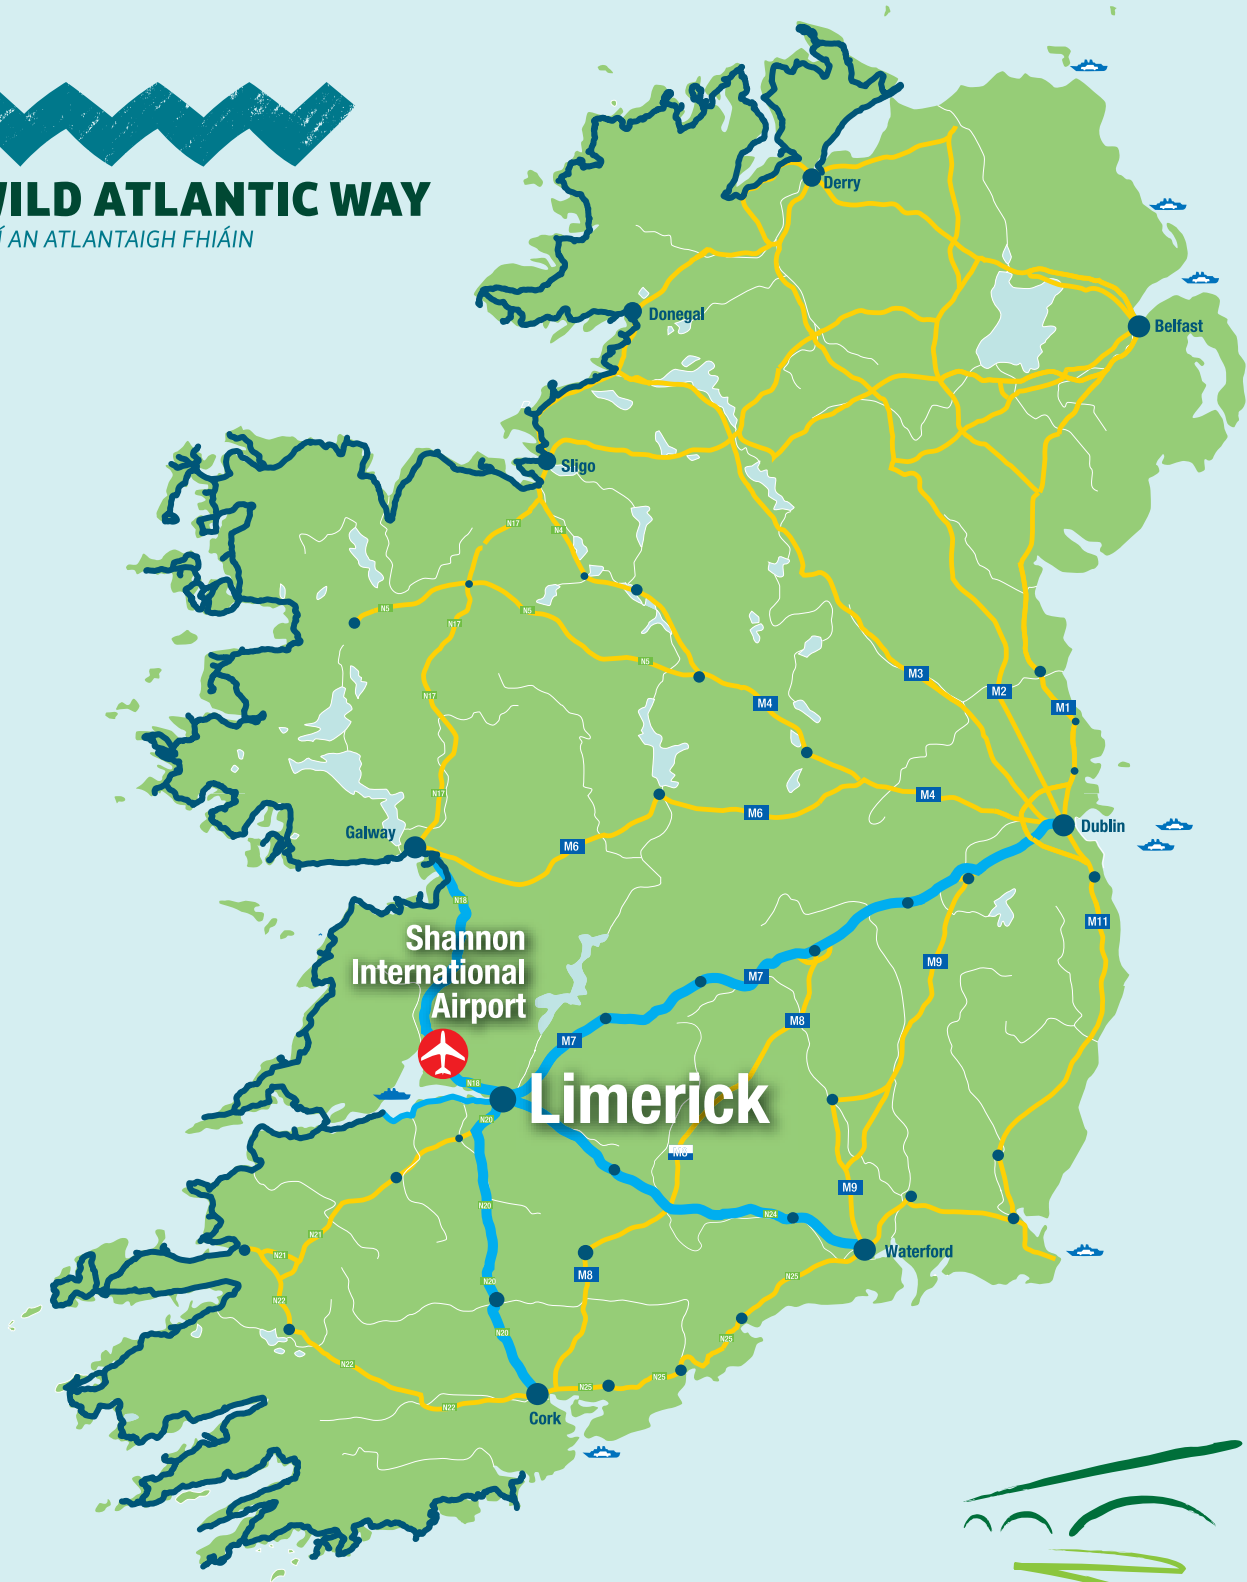 WILD ATLANTIC WAY
AN ATLANTAIGH FHIÁIN
Derry
Donegal
Belfast
Sligo
N17
N4
N5
N5
N17
N5
M3
M2
M1
N17
M4
N17
M4
M6
Dublin
Galway
M6
N18
M11
Shannon
International
Airport
M9
M7
M8
M7
N18
Limerick
N20
M8
M9
N20
N24
N21
N21
Waterford
M8
N25
N20
N22
N20
N25
N22
N25
N25
N22
Cork